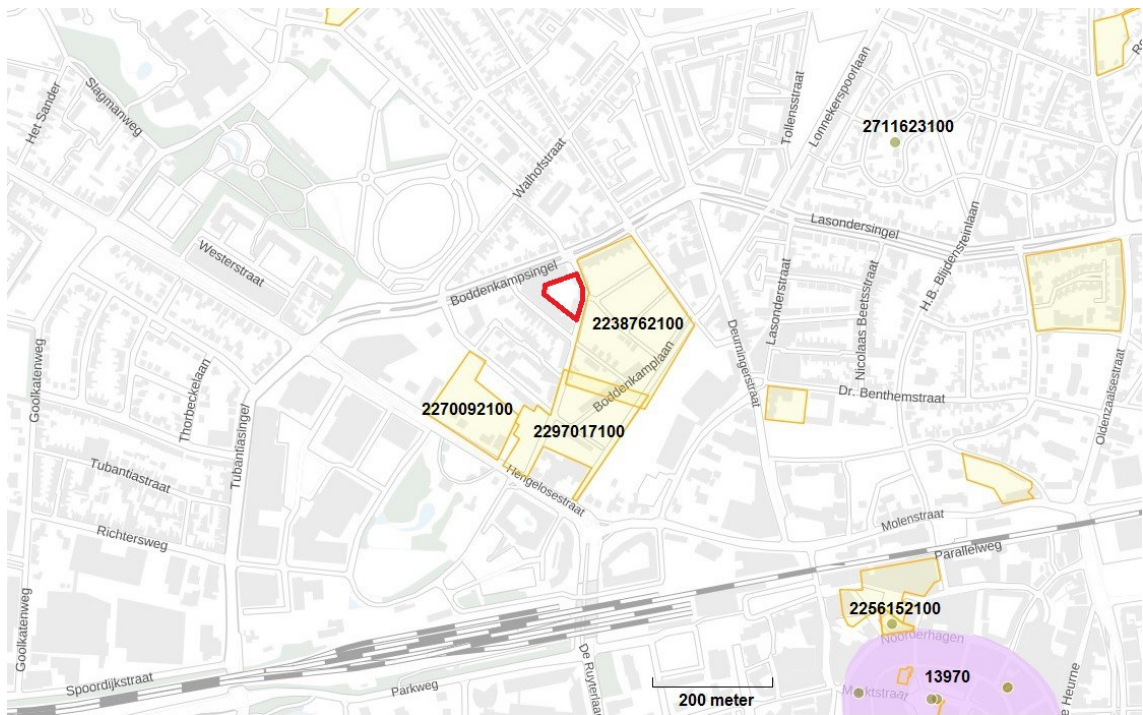 Het Sander
Slagmanweg
Walhofstraat
Tollensstraat
Lonnekerspoorlaan
2711623100
Lasondersingel
H.B. Blijdensteinlaan
Westerstraat
Boddenkampsingel
2238762100
Boddenkamplaan
Deurningerstraat
Lasonderstraat
Nicolaas Beetsstraat
Dr. Benthemstraat
Oldenzaalsestraat
Goolkatenweg
Thorbeckelaan
Tubantiasingel
2270092100
2297017100
Hengelosestraat
Tubantiastraat
Richtersweg
Molenstraat
Parallelweg
2256152100
Noorderhagen
Goolkatenweg
Spoordijkstraat
Parkweg
De Ruyterlaa
200 meter
13970
Marktstraat
e Heurne